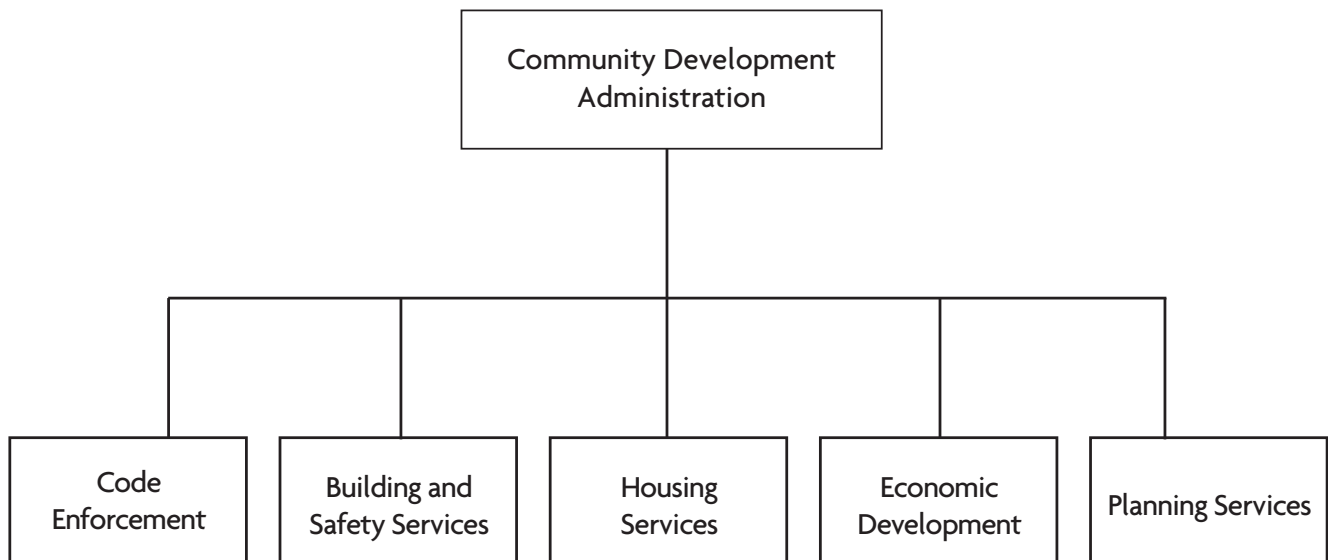 Community Development
Administration
Code
Enforcement
Building and
Safety Services
Housing
Services
Economic
Development
Planning Services